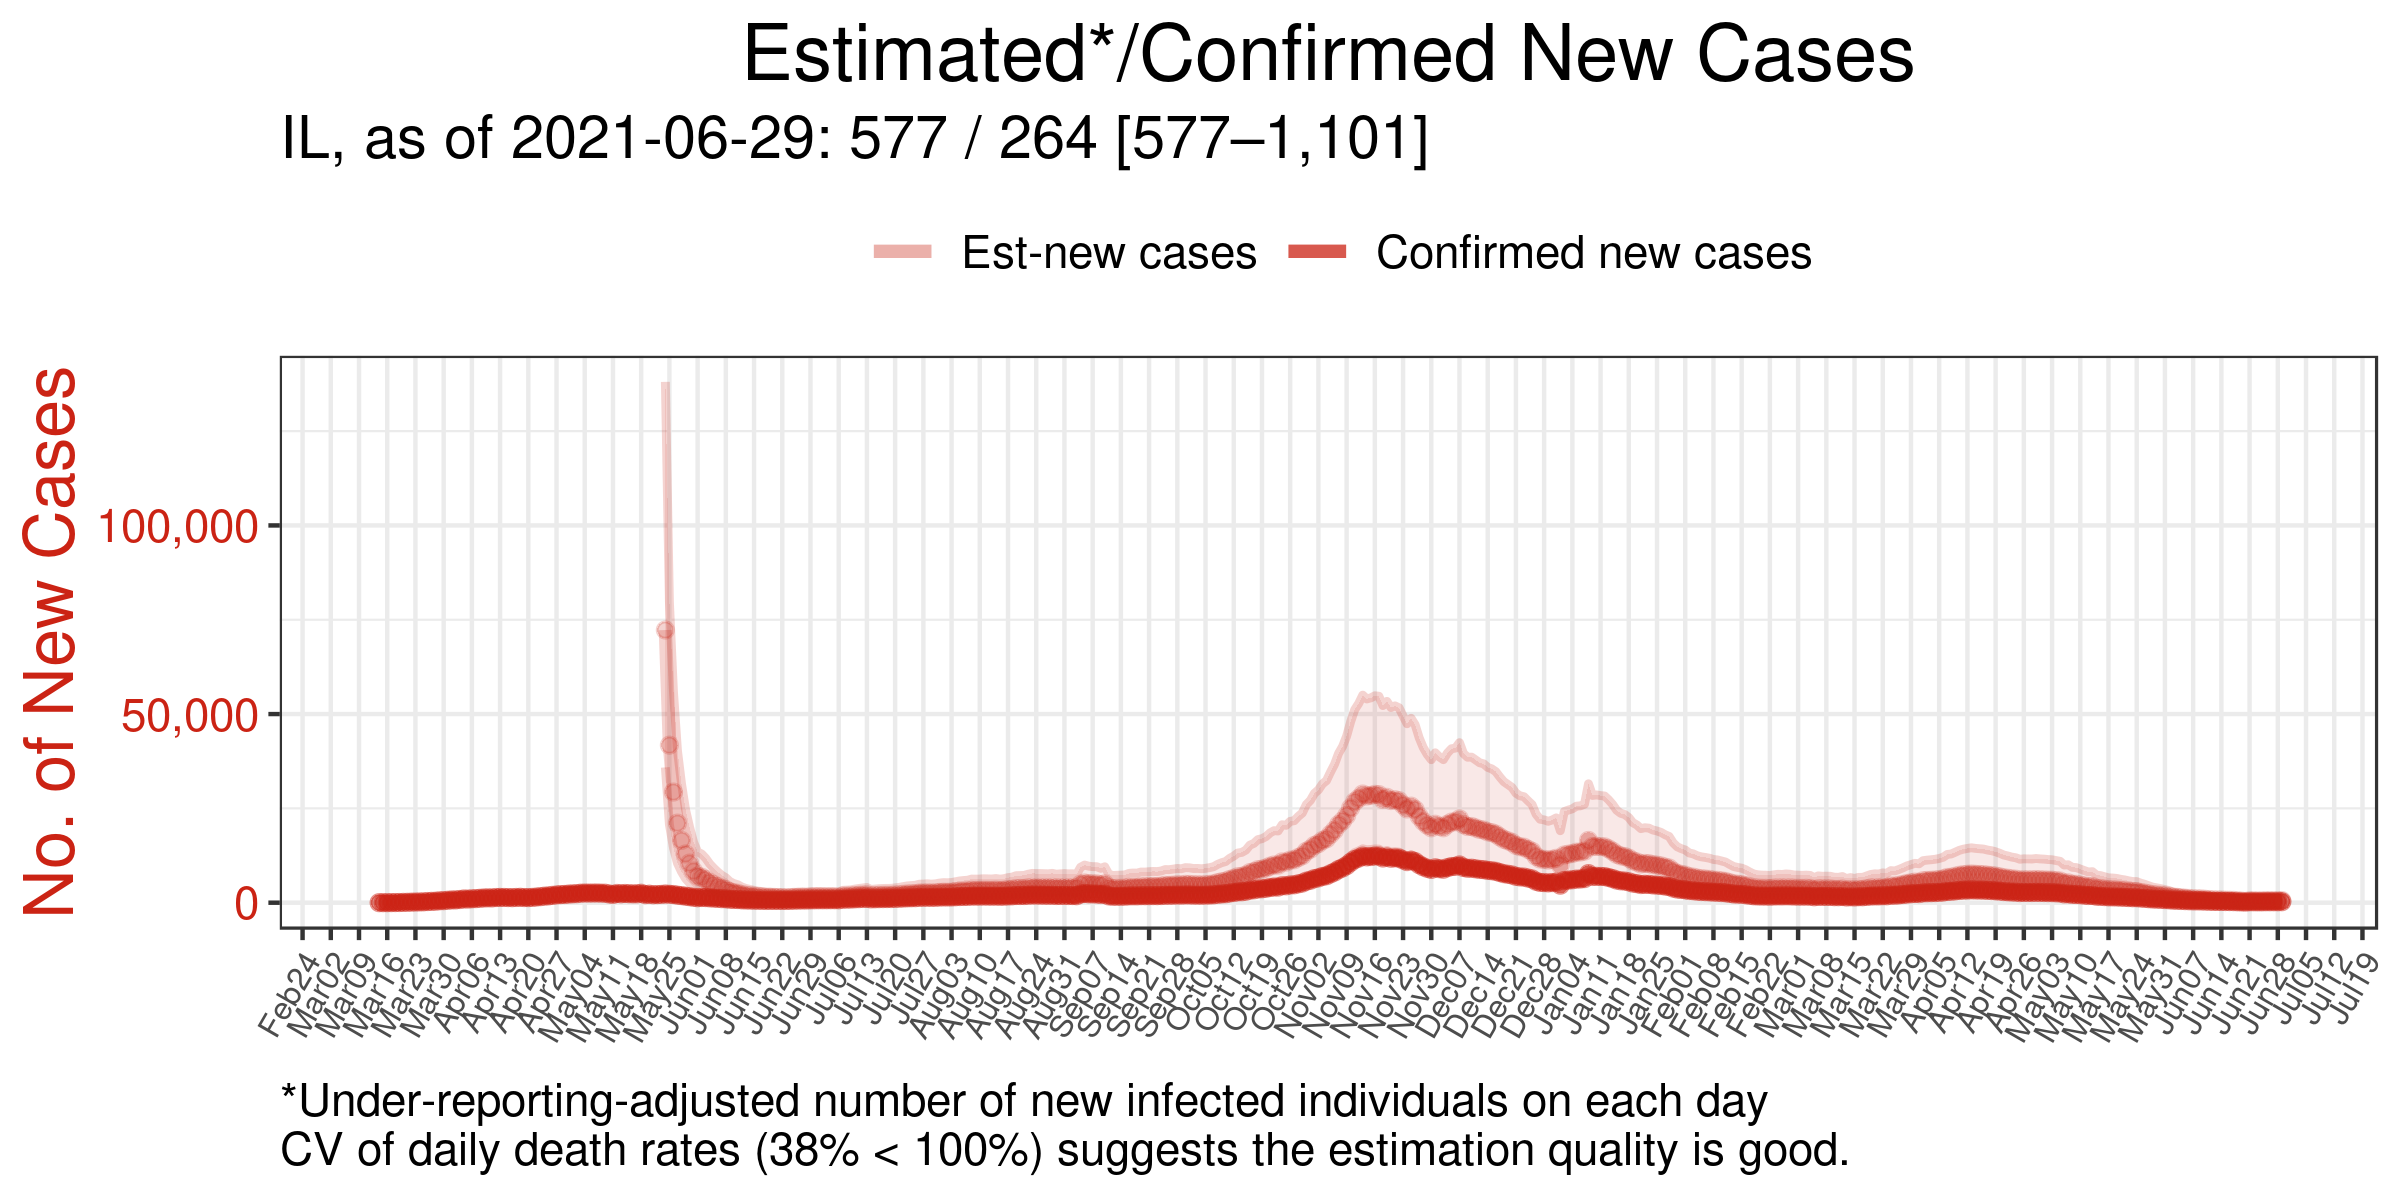 Estimated*/Confirmed New Cases
IL, as of 2021-06-29: 577 / 264 [577–1,101]
Est-new cases
Confirmed new cases
No. of New Cases
100,000
50,000
0
Feb24
Mar02
Mar09
Mar16
Mar23
Mar30
Apr06
Apr13
Apr20
Apr27
May04
May11
May18
May25
Jun01
Jun08
Jun15
Jun22
Jun29
Jul06
Jul13
Jul20
Jul27
Aug03
Aug10
Aug17
Aug24
Aug31
Sep07
Sep14
Sep21
Sep28
Oct05
Oct12
Oct19
Oct26
Nov02
Nov09
Nov16
Nov23
Nov30
Dec07
Dec14
Dec21
Dec28
Jan04
Jan11
Jan18
Jan25
Feb01
Feb08
Feb15
Feb22
Mar01
Mar08
Mar15
Mar22
Mar29
Apr05
Apr12
Apr19
Apr26
May03
May10
May17
May24
May31
Jun07
Jun14
Jun21
Jun28
Jul05
Jul12
Jul19
*Under-reporting-adjusted number of new infected individuals on each day
CV of daily death rates (38% < 100%) suggests the estimation quality is good.